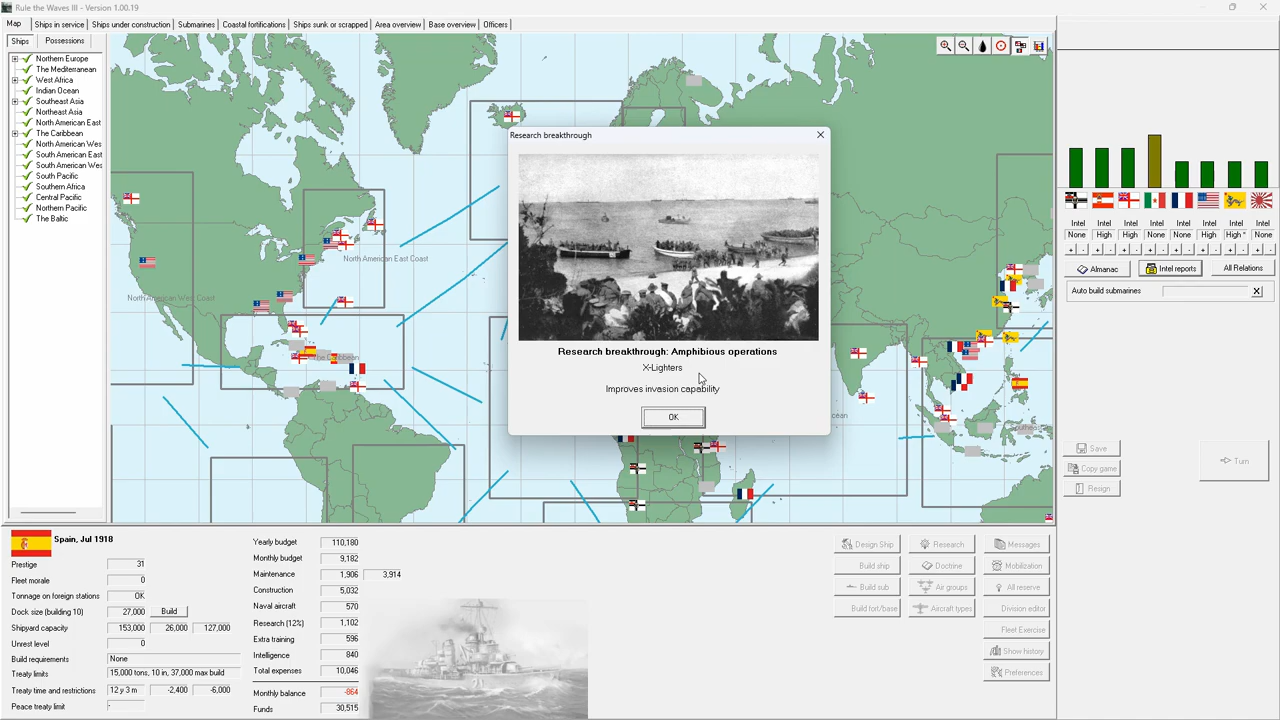 Rule the Waves III - Version 1.00.19
Map
Ships in service
Ships under construction
Submarines
Coastal fortifications
Ships sunk or scrapped
Area overview
Base overview
Officers
Ships
Possessions
Northern Europe
The Mediterranean
West Africa
Indian Ocean
Southeast Asia
Northeast Asia
North American East
The Caribbean
North American Wes
South American East
South American Wes
South Pacific
Southern Africa
Central Pacific
Northern Pacific
The Baltic
North American West Coast
North American East Coast
The Caribbean
Research breakthrough
Research breakthrough: Amphibious operations
X-Lighters
Improves invasion capability
OK
Intel Intel Intel Intel Intel Intel Intel Intel
None High High None None High High * None
Almanac
Intel reports
All Relations
Auto build submarines
Save
Copy game
Resign
Turn
Spain, Jul 1918
Prestige 31
Fleet morale 0
Tonnage on foreign stations OK
Dock size (building 10) 27,000 Build
Shipyard capacity 153,000 26,000 127,000
Unrest level 0
Build requirements None
Treaty limits 15,000 tons, 10 in, 37,000 max build
Treaty time and restrictions 12 y 3 m -2,400 -6,000
Peace treaty limit -
Yearly budget 110,180
Monthly budget 9,182
Maintenance 1,906 3,914
Construction 5,032
Naval aircraft 570
Research (12%) 1,102
Extra training 596
Intelligence 840
Total expenses 10,046
Monthly balance -864
Funds 30,515
Design Ship
Research
Messages
Build ship
Doctrine
Mobilization
Build sub
Air groups
All reserve
Build fort/base
Aircraft types
Division editor
Fleet Exercise
Show history
Preferences